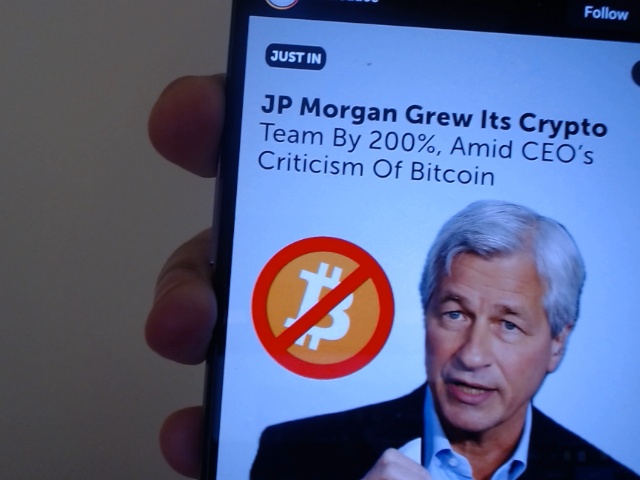 Follow
JUST IN
JP Morgan Grew Its Crypto
Team By 200%, Amid CEO's
Criticism Of Bitcoin